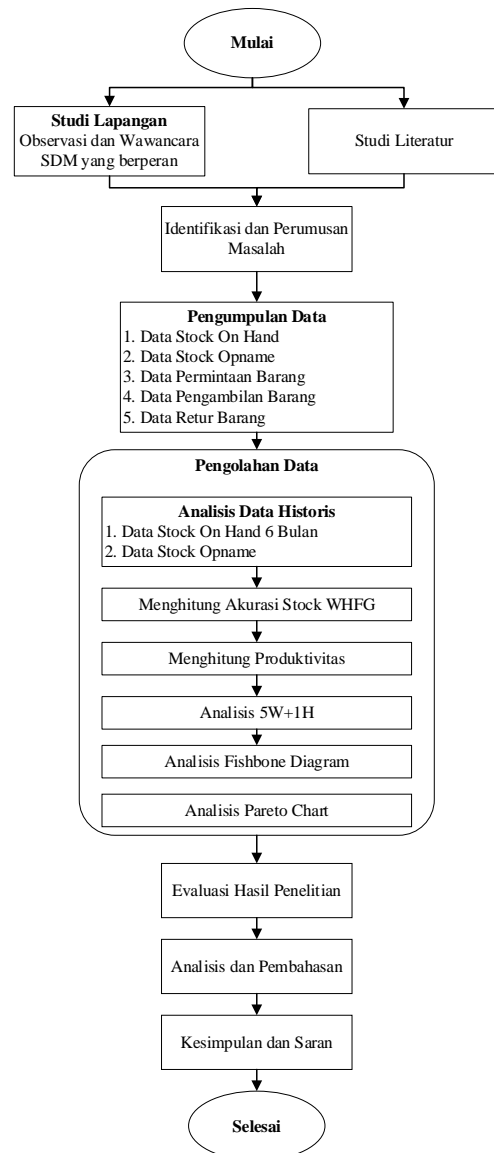 Mulai
Studi Lapangan
Observasi dan Wawancara
SDM yang berperan
Studi Literatur
Identifikasi dan Perumusan
Masalah
Pengumpulan Data
1. Data Stock On Hand
2. Data Stock Opname
3. Data Permintaan Barang
4. Data Pengambilan Barang
5. Data Retur Barang
Pengolahan Data
Analisis Data Historis
1. Data Stock On Hand 6 Bulan
2. Data Stock Opname
Menghitung Akurasi Stock WHFG
Menghitung Produktivitas
Analisis 5W+1H
Analisis Fishbone Diagram
Analisis Pareto Chart
Evaluasi Hasil Penelitian
Analisis dan Pembahasan
Kesimpulan dan Saran
Selesai